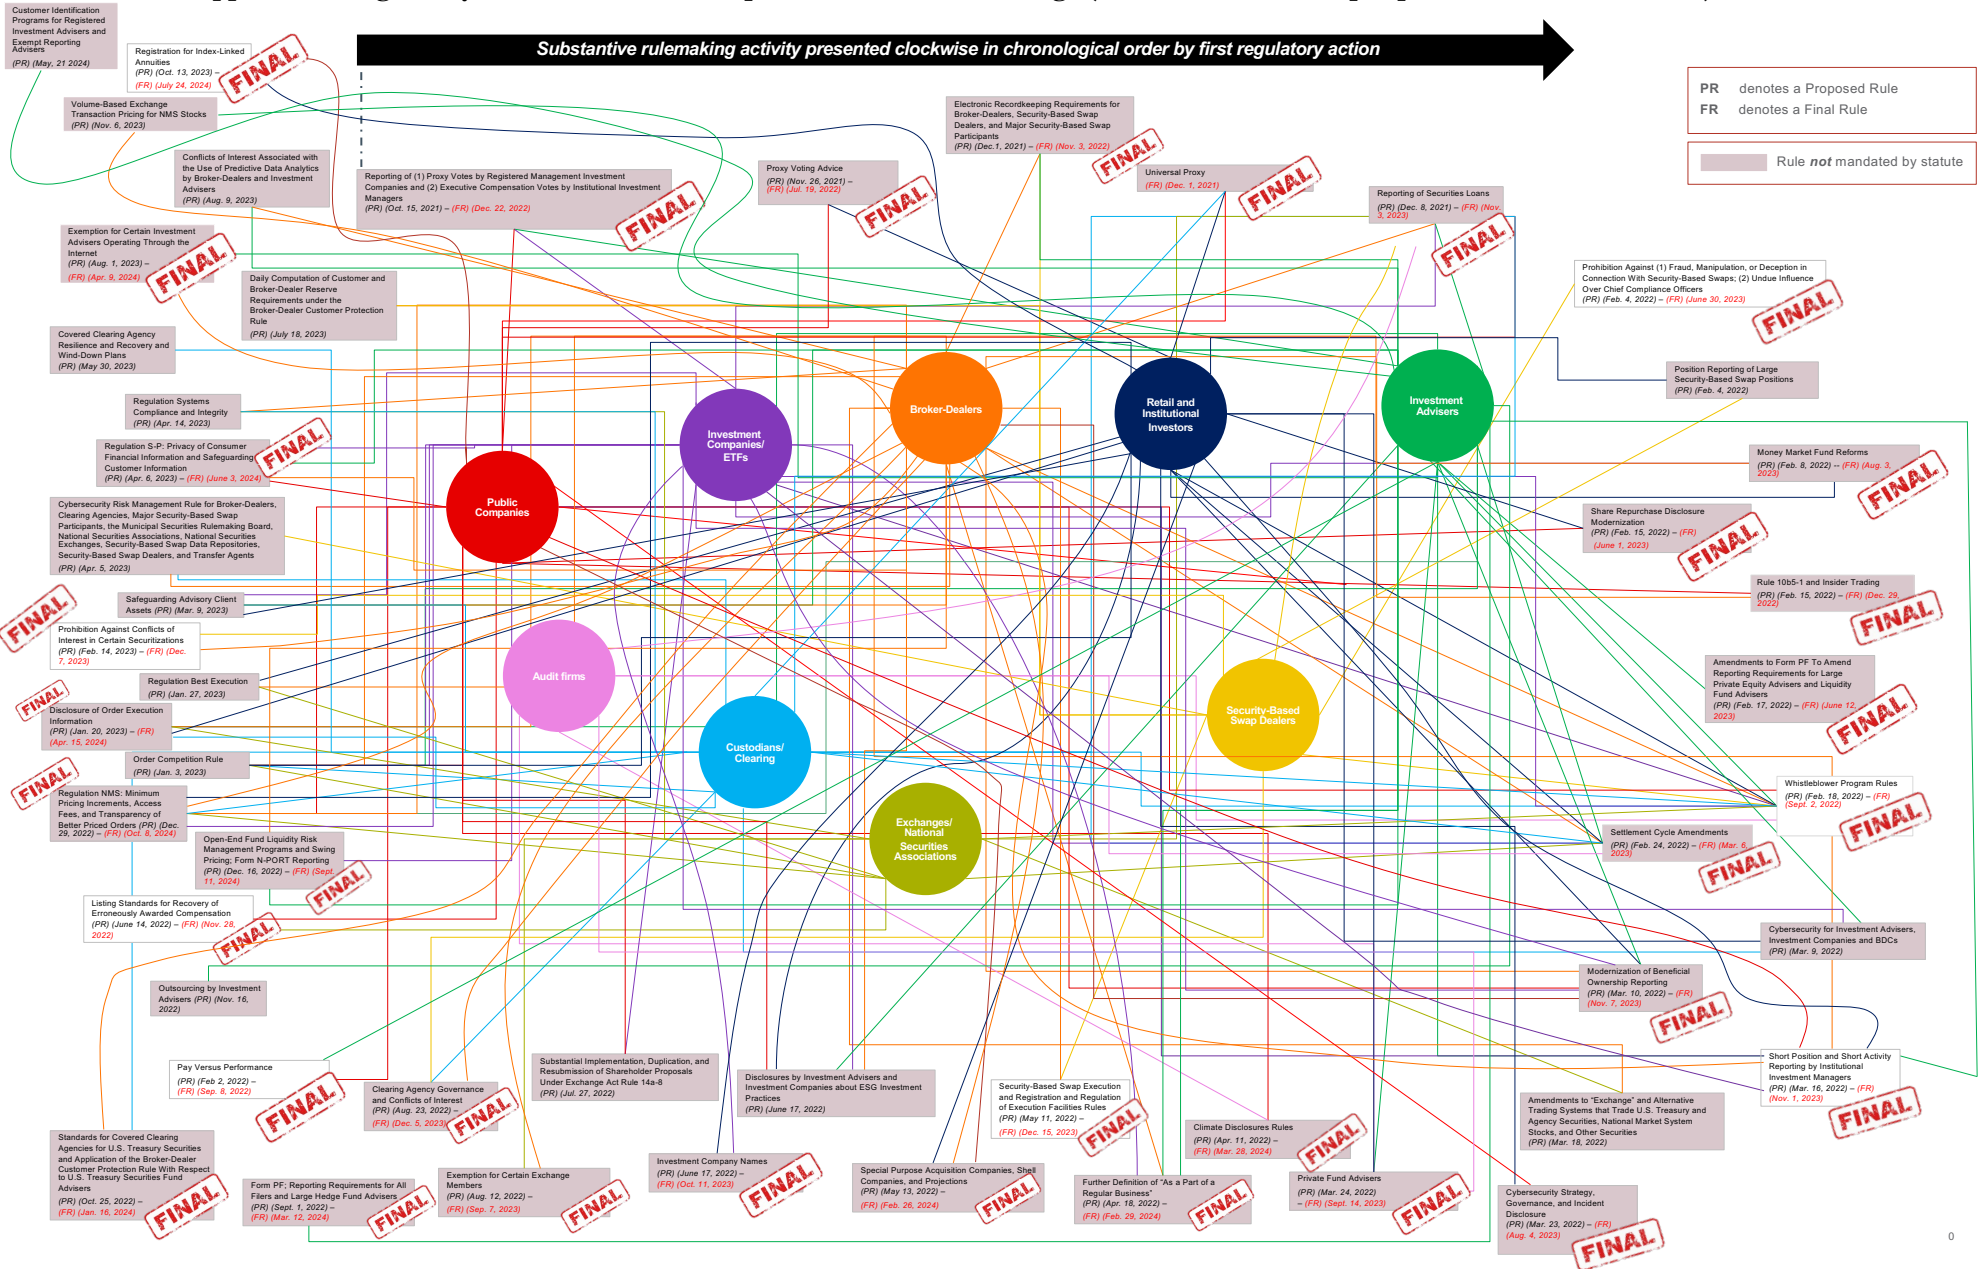 Substantive rulemaking activity presented clockwise in chronological order by first regulatory action
PR denotes a Proposed Rule
FR denotes a Final Rule
Rule not mandated by statute
Customer Identification
Programs for Registered
Investment Advisers and
Exempt Reporting
Advisers
(PR) (May, 21 2024)
Registration for Index-Linked
Annuities
(PR) (Oct. 13, 2023) –
(FR) (July 24, 2024)
FINAL
Volume-Based Exchange
Transaction Pricing for NMS Stocks
(PR) (Nov. 6, 2023)
Conflicts of Interest Associated with
the Use of Predictive Data Analytics
by Broker-Dealers and Investment
Advisers
(PR) (Aug. 9, 2023)
Exemption for Certain Investment
Advisers Operating Through the
Internet
(PR) (Aug. 1, 2023) –
(FR) (Apr. 9, 2024)
FINAL
Daily Computation of Customer and
Broker-Dealer Reserve
Requirements under the
Broker-Dealer Customer Protection
Rule
(PR) (July 18, 2023)
Covered Clearing Agency
Resilience and Recovery and
Wind-Down Plans
(PR) (May 30, 2023)
Regulation Systems
Compliance and Integrity
(PR) (Apr. 14, 2023)
Regulation S-P: Privacy of Consumer
Financial Information and Safeguarding
Customer Information
(PR) (Apr. 6, 2023) – (FR) (June 3, 2024)
FINAL
Cybersecurity Risk Management Rule for Broker-Dealers,
Clearing Agencies, Major Security-Based Swap
Participants, the Municipal Securities Rulemaking Board,
National Securities Associations, National Securities
Exchanges, Security-Based Swap Data Repositories,
Security-Based Swap Dealers, and Transfer Agents
(PR) (Apr. 5, 2023)
Safeguarding Advisory Client
Assets (PR) (Mar. 9, 2023)
FINAL
Prohibition Against Conflicts of
Interest in Certain Securitizations
(PR) (Feb. 14, 2023) – (FR) (Dec.
7, 2023)
Regulation Best Execution
(PR) (Jan. 27, 2023)
FINAL
Disclosure of Order Execution
Information
(PR) (Jan. 20, 2023) – (FR)
(Apr. 15, 2024)
Order Competition Rule
(PR) (Jan. 3, 2023)
FINAL
Regulation NMS: Minimum
Pricing Increments, Access
Fees, and Transparency of
Better Priced Orders (PR) (Dec.
29, 2022) – (FR) (Oct. 8, 2024)
Open-End Fund Liquidity Risk
Management Programs and Swing
Pricing; Form N-PORT Reporting
(PR) (Dec. 16, 2022) – (FR) (Sept.
11, 2024)
FINAL
Listing Standards for Recovery of
Erroneously Awarded Compensation
(PR) (June 14, 2022) – (FR) (Nov. 28,
2022)
FINAL
Outsourcing by Investment
Advisers (PR) (Nov. 16,
2022)
Pay Versus Performance
(PR) (Feb 2, 2022) –
(FR) (Sep. 8, 2022)
FINAL
Standards for Covered Clearing
Agencies for U.S. Treasury Securities
and Application of the Broker-Dealer
Customer Protection Rule With Respect
to U.S. Treasury Securities Fund
Advisers
(PR) (Oct. 25, 2022) –
(FR) (Jan. 16, 2024)
FINAL
Form PF; Reporting Requirements for All
Filers and Large Hedge Fund Advisers
(PR) (Sept. 1, 2022) –
(FR) (Mar. 12, 2024)
FINAL
Clearing Agency Governance
and Conflicts of Interest
(PR) (Aug. 23, 2022) –
(FR) (Dec. 5, 2023)
FINAL
Exemption for Certain Exchange
Members
(PR) (Aug. 12, 2022) –
(FR) (Sep. 7, 2023)
FINAL
Substantial Implementation, Duplication, and
Resubmission of Shareholder Proposals
Under Exchange Act Rule 14a-8
(PR) (Jul. 27, 2022)
Investment Company Names
(PR) (June 17, 2022) –
(FR) (Oct. 11, 2023)
FINAL
Disclosures by Investment Advisers and
Investment Companies about ESG Investment
Practices
(PR) (June 17, 2022)
Special Purpose Acquisition Companies, Shell
Companies, and Projections
(PR) (May 13, 2022) –
(FR) (Feb. 26, 2024)
FINAL
Security-Based Swap Execution
and Registration and Regulation
of Execution Facilities Rules
(PR) (May 11, 2022) –
(FR) (Dec. 15, 2023)
FINAL
Further Definition of "As a Part of a
Regular Business"
(PR) (Apr. 18, 2022) –
(FR) (Feb. 29, 2024)
FINAL
Climate Disclosures Rules
(PR) (Apr. 11, 2022) –
(FR) (Mar. 28, 2024)
FINAL
Private Fund Advisers
(PR) (Mar. 24, 2022)
– (FR) (Sept. 14, 2023)
FINAL
Cybersecurity Strategy,
Governance, and Incident
Disclosure
(PR) (Mar. 23, 2022) – (FR)
(Aug. 4, 2023)
FINAL
Amendments to "Exchange" and Alternative
Trading Systems that Trade U.S. Treasury and
Agency Securities, National Market System
Stocks, and Other Securities
(PR) (Mar. 18, 2022)
Short Position and Short Activity
Reporting by Institutional
Investment Managers
(PR) (Mar. 16, 2022) – (FR)
(Nov. 1, 2023)
FINAL
Modernization of Beneficial
Ownership Reporting
(PR) (Mar. 10, 2022) – (FR)
(Nov. 7, 2023)
FINAL
Cybersecurity for Investment Advisers,
Investment Companies and BDCs
(PR) (Mar. 9, 2022)
Settlement Cycle Amendments
(PR) (Feb. 24, 2022) – (FR) (Mar. 6,
2023)
FINAL
Whistleblower Program Rules
(PR) (Feb. 18, 2022) – (FR)
(Sept. 2, 2022)
FINAL
Amendments to Form PF To Amend
Reporting Requirements for Large
Private Equity Advisers and Liquidity
Fund Advisers
(PR) (Feb. 17, 2022) – (FR) (June 12,
2023)
FINAL
Rule 10b5-1 and Insider Trading
(PR) (Feb. 15, 2022) – (FR) (Dec. 29,
2022)
FINAL
Share Repurchase Disclosure
Modernization
(PR) (Feb. 15, 2022) – (FR)
(June 1, 2023)
FINAL
Money Market Fund Reforms
(PR) (Feb. 8, 2022) -- (FR) (Aug. 3,
2023)
FINAL
Position Reporting of Large
Security-Based Swap Positions
(PR) (Feb. 4, 2022)
Prohibition Against (1) Fraud, Manipulation, or Deception in
Connection With Security-Based Swaps; (2) Undue Influence
Over Chief Compliance Officers
(PR) (Feb. 4, 2022) – (FR) (June 30, 2023)
FINAL
Reporting of Securities Loans
(PR) (Dec. 8, 2021) – (FR) (Nov.
3, 2023)
FINAL
Universal Proxy
(FR) (Dec. 1, 2021)
FINAL
Electronic Recordkeeping Requirements for
Broker-Dealers, Security-Based Swap
Dealers, and Major Security-Based Swap
Participants
(PR) (Dec.1, 2021) – (FR) (Nov. 3, 2022)
FINAL
Proxy Voting Advice
(PR) (Nov. 26, 2021) –
(FR) (Jul. 19, 2022)
FINAL
Reporting of (1) Proxy Votes by Registered Management Investment
Companies and (2) Executive Compensation Votes by Institutional Investment
Managers
(PR) (Oct. 15, 2021) – (FR) (Dec. 22, 2022)
FINAL
Public
Companies
Investment
Companies/
ETFs
Broker-Dealers
Retail and
Institutional
Investors
Investment
Advisers
Audit firms
Custodians/
Clearing
Exchanges/
National
Securities
Associations
Security-Based
Swap Dealers
0